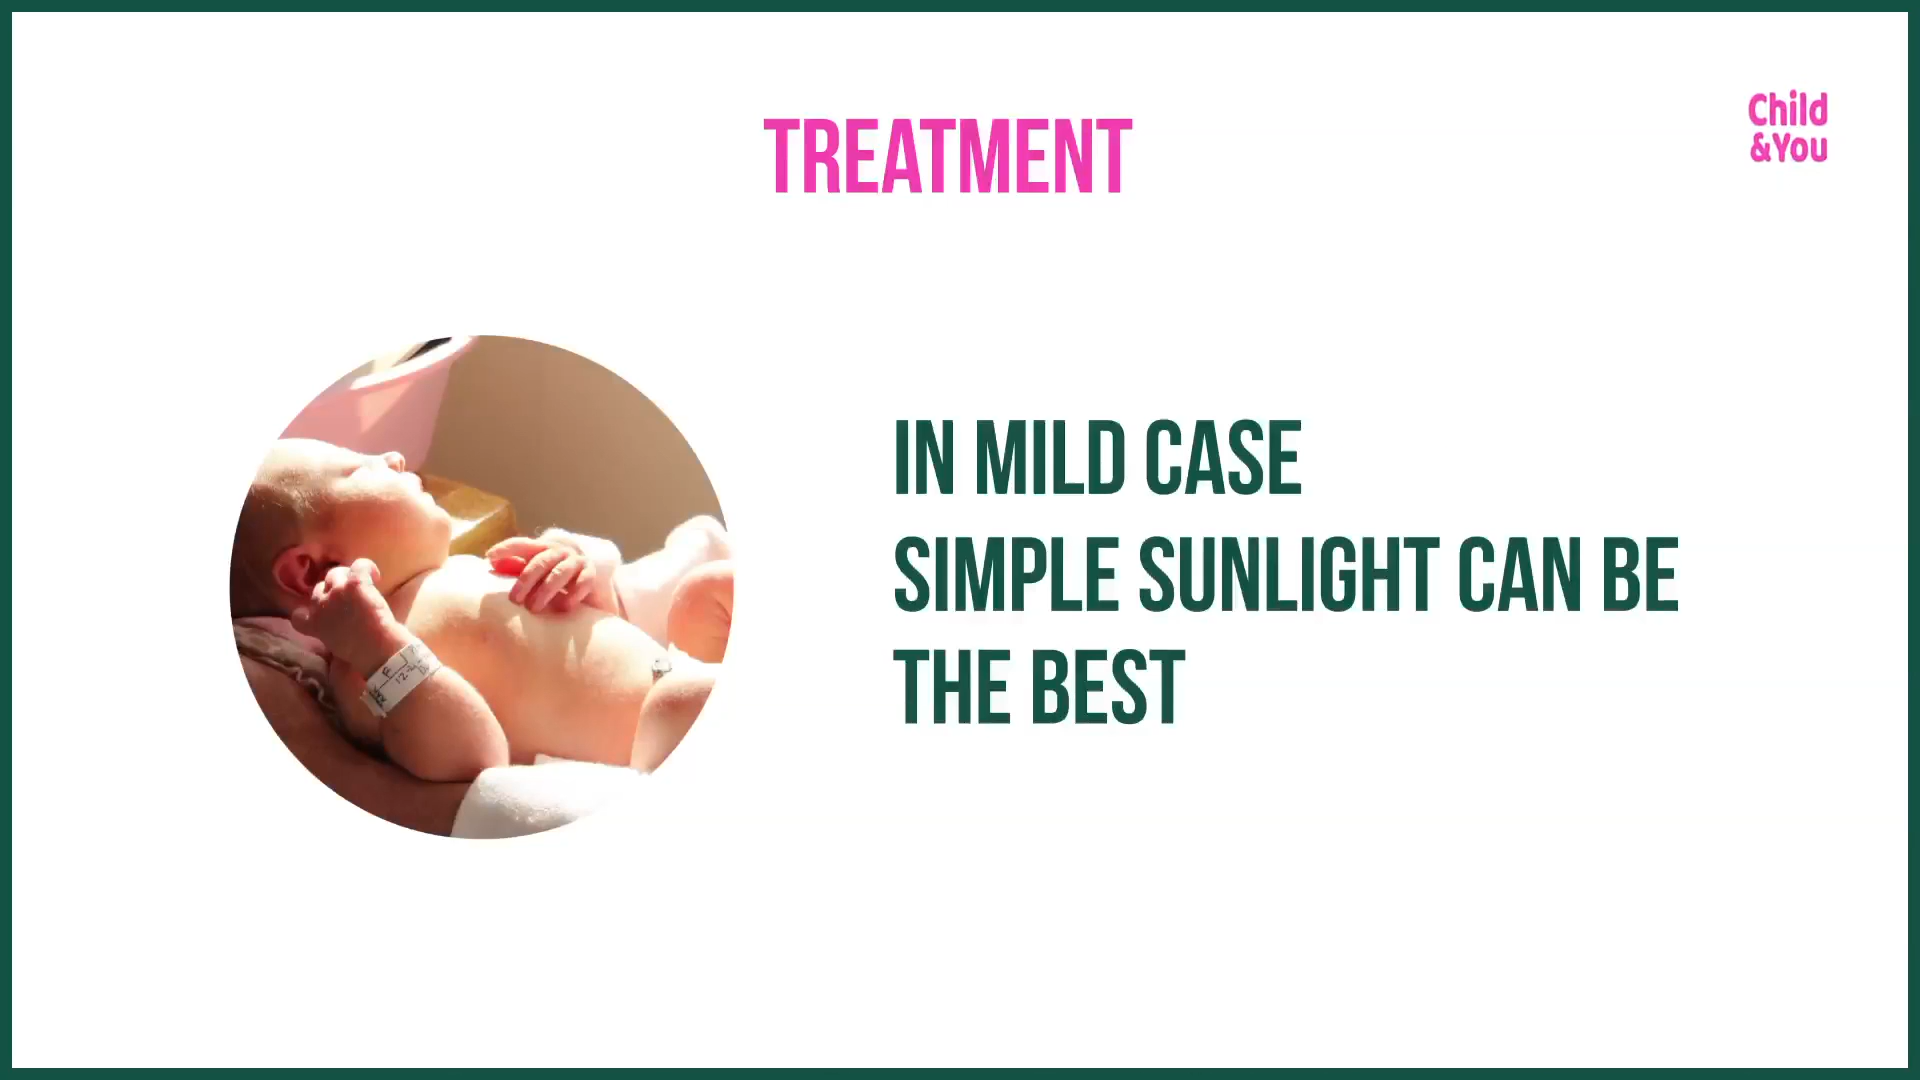 TREATMENT
Child
&You
IN MILD CASE
SIMPLE SUNLIGHT CAN BE
THE BEST